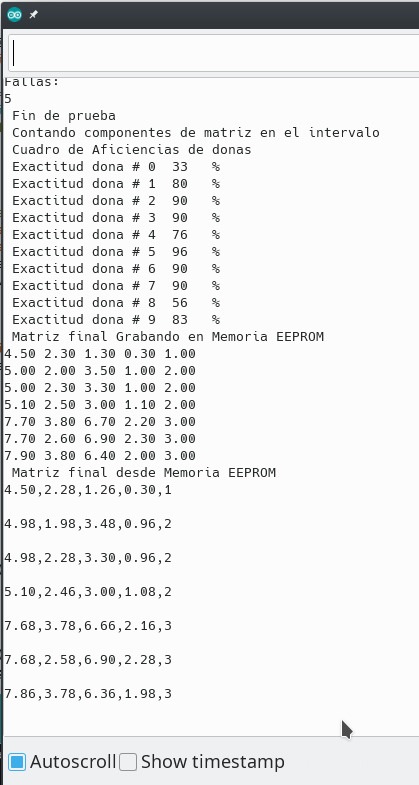 Fallas:
5
Fin de prueba
Contando componentes de matriz en el intervalo
Cuadro de Aficiencias de donas
Exactitud dona # 0 33 %
Exactitud dona # 1 80 %
Exactitud dona # 2 90 %
Exactitud dona # 3 90 %
Exactitud dona # 4 76 %
Exactitud dona # 5 96 %
Exactitud dona # 6 90 %
Exactitud dona # 7 90 %
Exactitud dona # 8 56 %
Exactitud dona # 9 83 %
Matriz final Grabando en Memoria EEPROM
4.50 2.30 1.30 0.30 1.00
5.00 2.00 3.50 1.00 2.00
5.00 2.30 3.30 1.00 2.00
5.10 2.50 3.00 1.10 2.00
7.70 3.80 6.70 2.20 3.00
7.70 2.60 6.90 2.30 3.00
7.90 3.80 6.40 2.00 3.00
Matriz final desde Memoria EEPROM
4.50,2.28,1.26,0.30,1
4.98,1.98,3.48,0.96,2
4.98,2.28,3.30,0.96,2
5.10,2.46,3.00,1.08,2
7.68,3.78,6.66,2.16,3
7.68,2.58,6.90,2.28,3
7.86,3.78,6.36,1.98,3
Autoscroll Show timestamp